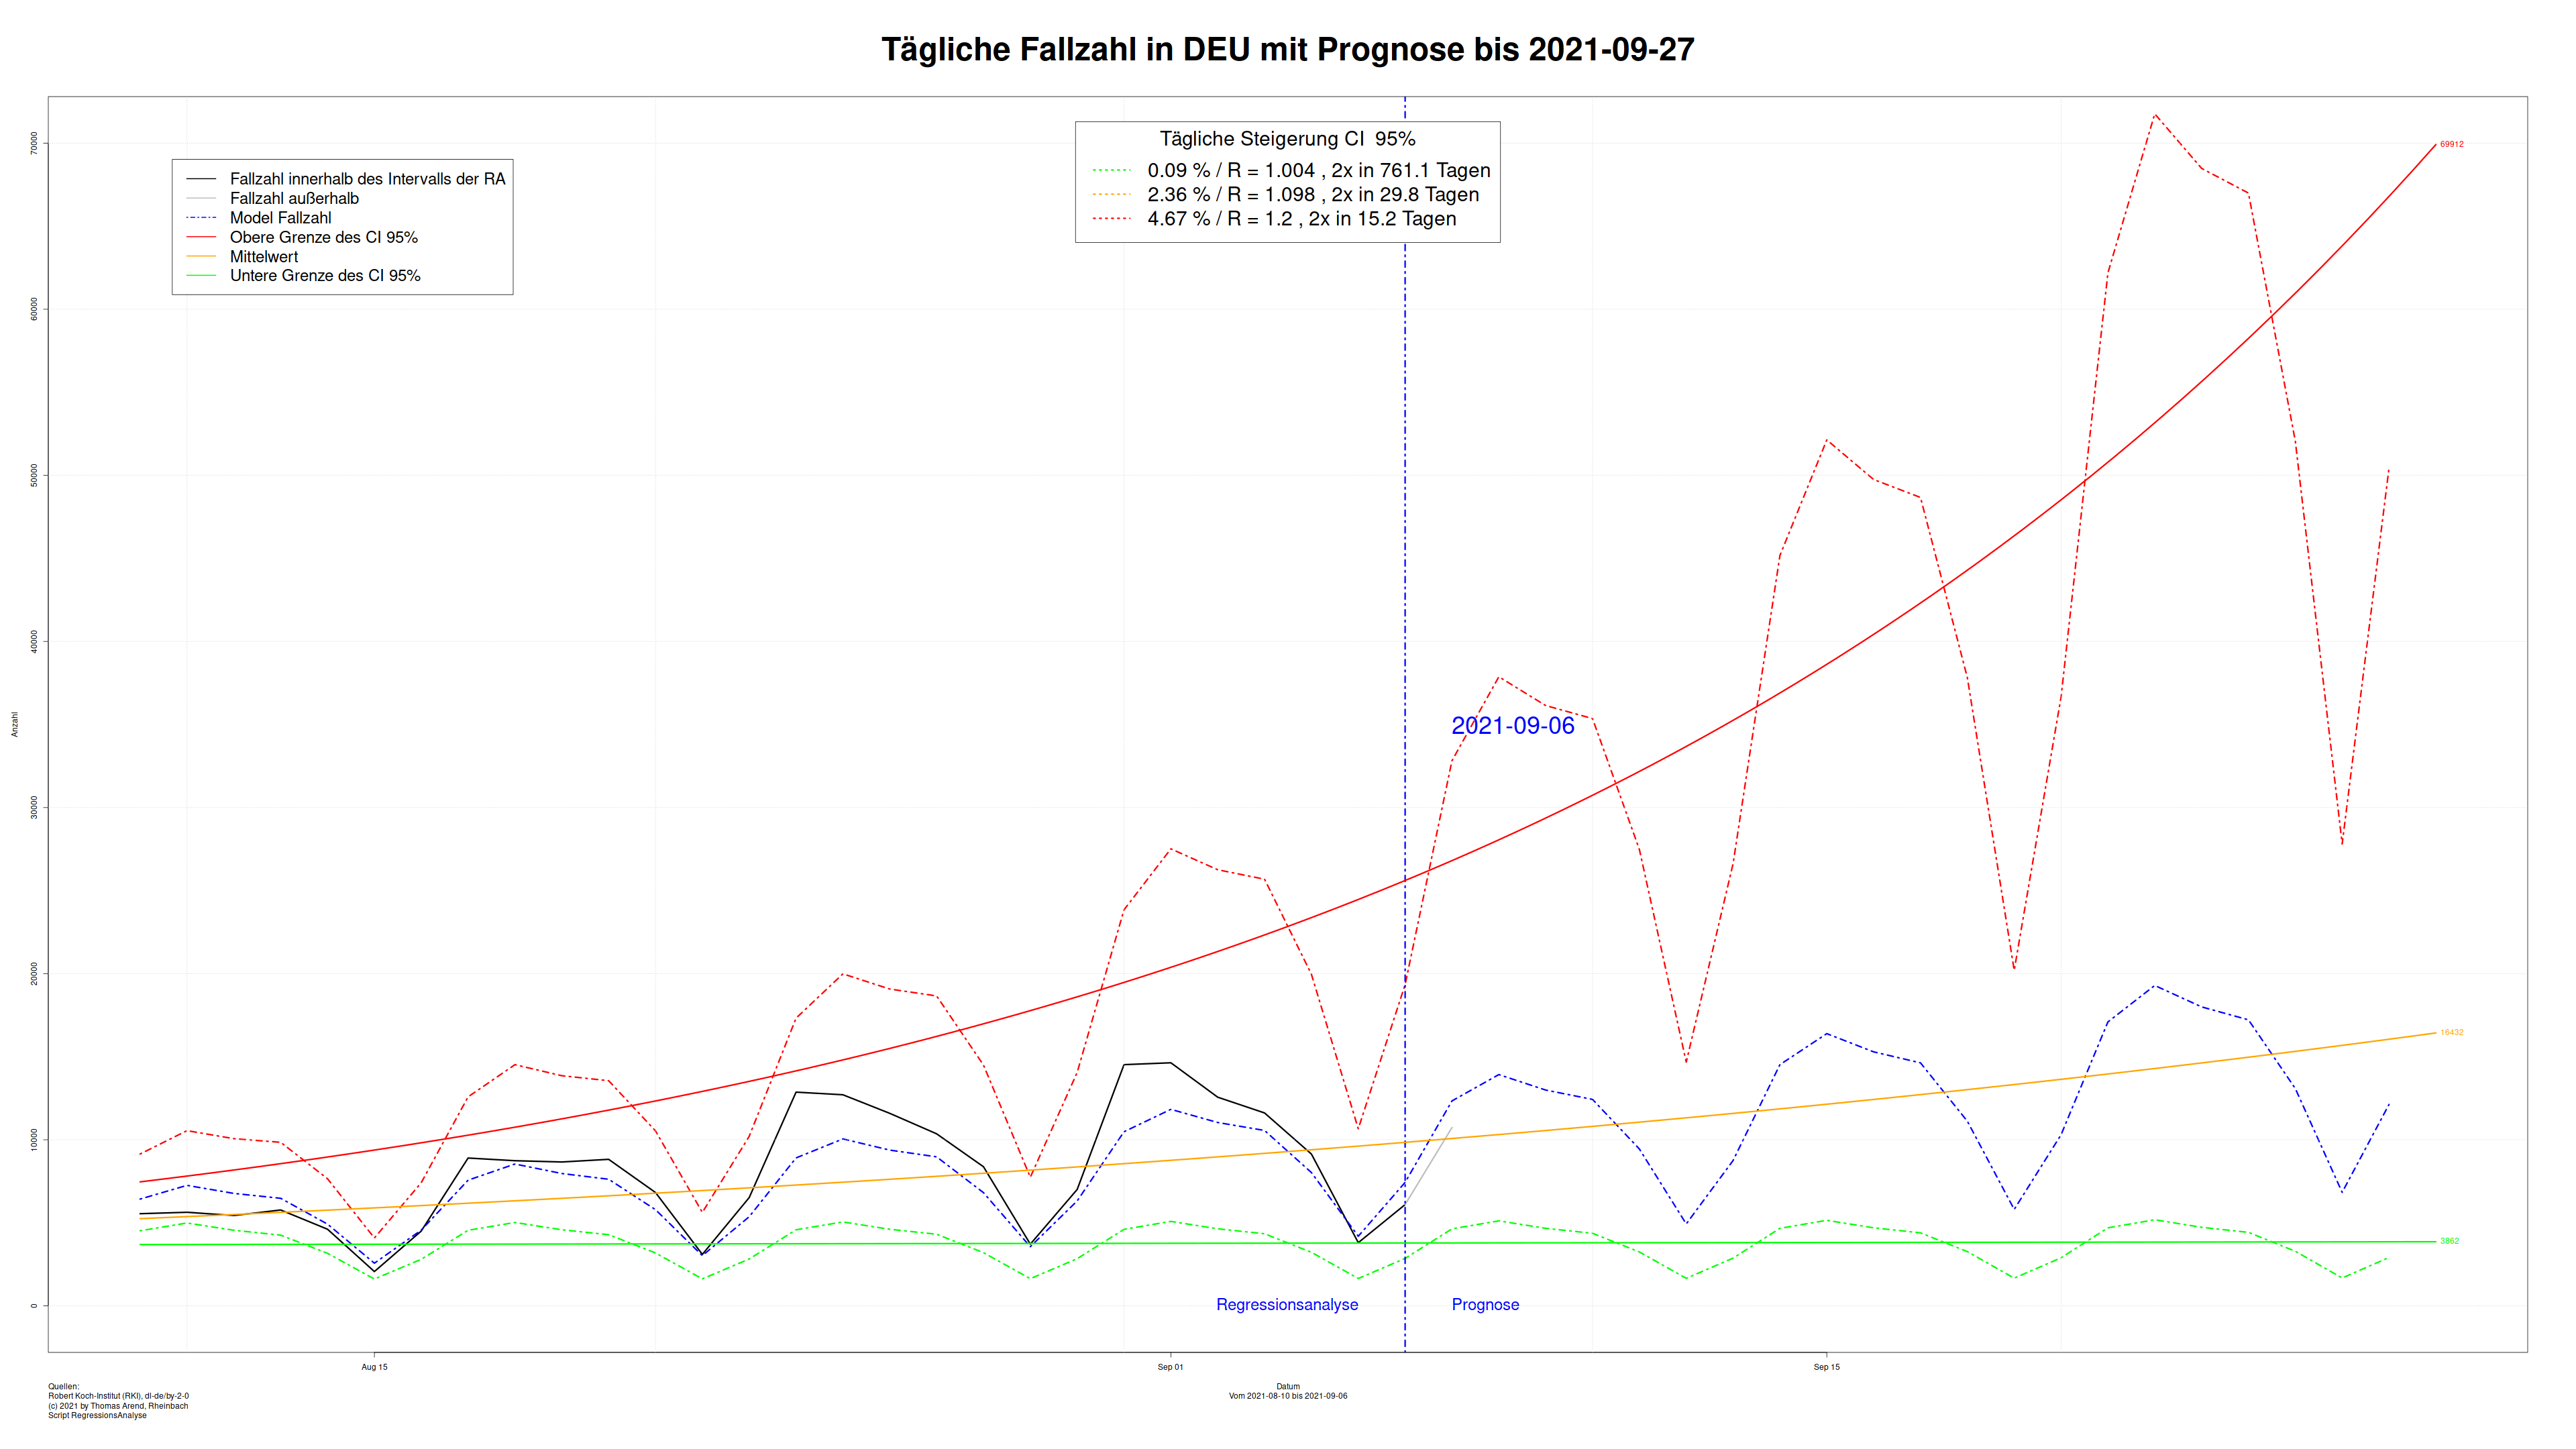 Tägliche Fallzahl in DEU mit Prognose bis 2021-09-27
Tägliche Steigerung CI  95%
0.09 % / R = 1.004 , 2x in 761.1 Tagen
2.36 % / R = 1.098 , 2x in 29.8 Tagen
4.67 % / R = 1.2 , 2x in 15.2 Tagen
Fallzahl innerhalb des Intervalls der RA
Fallzahl außerhalb
Model Fallzahl
Obere Grenze des CI 95%
Mittelwert
Untere Grenze des CI 95%
70000
60000
50000
40000
30000
20000
10000
0
Anzahl
69912
2021-09-06
16432
3862
Regressionsanalyse
Prognose
Aug 15
Sep 01
Sep 15
Datum
Vom 2021-08-10 bis 2021-09-06
Quellen:
Robert Koch-Institut (RKI), dl-de/by-2-0
(c) 2021 by Thomas Arend, Rheinbach
Script RegressionsAnalyse